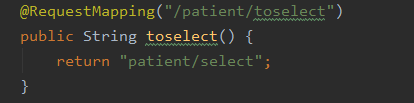 @RequestMapping("/patient/toselect")
public String toselect() {
    return "patient/select";
}